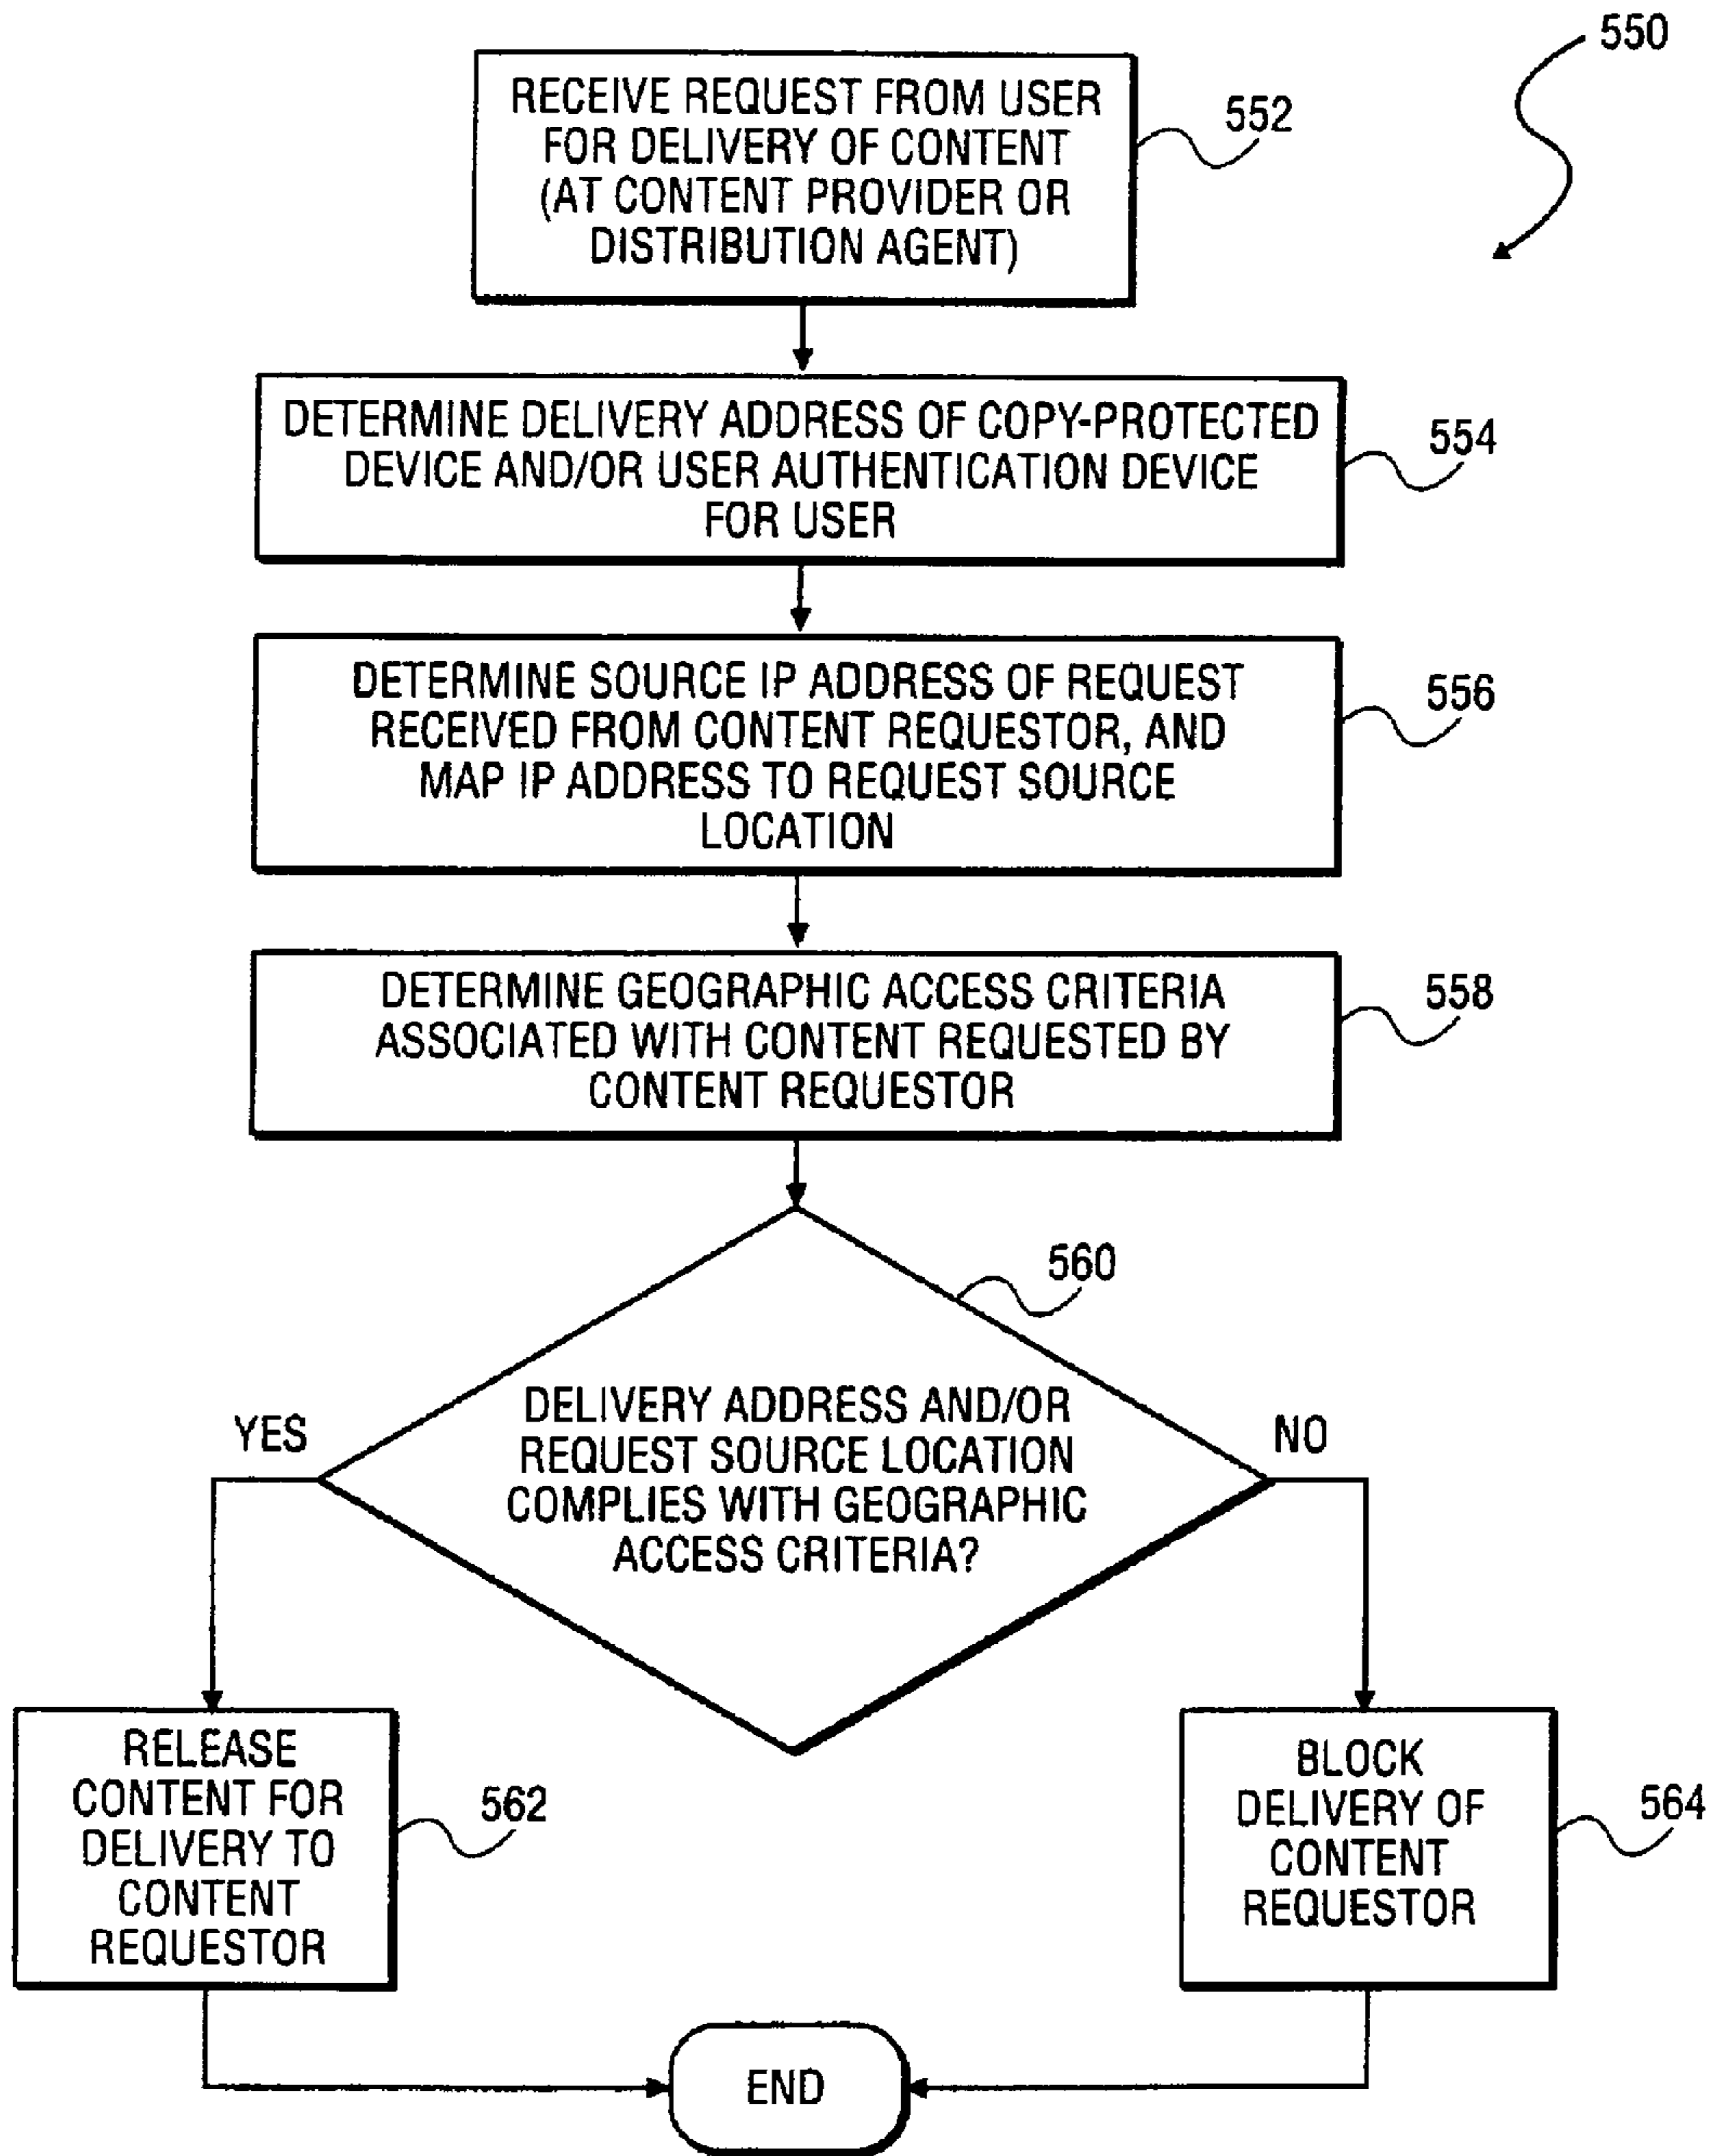 550
RECEIVE REQUEST FROM USER
FOR DELIVERY OF CONTENT
(AT CONTENT PROVIDER OR
DISTRIBUTION AGENT)
552
DETERMINE DELIVERY ADDRESS OF COPY-PROTECTED
DEVICE AND/OR USER AUTHENTICATION DEVICE
FOR USER
554
DETERMINE SOURCE IP ADDRESS OF REQUEST
RECEIVED FROM CONTENT REQUESTOR, AND
MAP IP ADDRESS TO REQUEST SOURCE
LOCATION
556
DETERMINE GEOGRAPHIC ACCESS CRITERIA
ASSOCIATED WITH CONTENT REQUESTED BY
CONTENT REQUESTOR
558
560
DELIVERY ADDRESS AND/OR
REQUEST SOURCE LOCATION
COMPLIES WITH GEOGRAPHIC
ACCESS CRITERIA?
YES
NO
RELEASE
CONTENT FOR
DELIVERY TO
CONTENT
REQUESTOR
562
BLOCK
DELIVERY OF
CONTENT
REQUESTOR
564
END